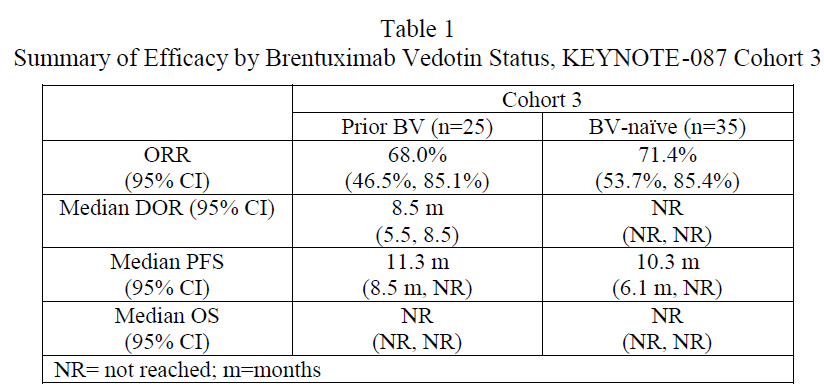 Table 1
Summary of Efficacy by Brentuximab Vedotin Status, KEYNOTE-087 Cohort 3
Cohort 3
Prior BV (n=25) BV-naïve (n=35)
ORR 68.0% 71.4%
(95% CI) (46.5%, 85.1%) (53.7%, 85.4%)
Median DOR (95% CI) 8.5 m NR
(5.5, 8.5) (NR, NR)
Median PFS 11.3 m 10.3 m
(95% CI) (8.5 m, NR) (6.1 m, NR)
Median OS NR NR
(95% CI) (NR, NR) (NR, NR)
NR= not reached; m=months